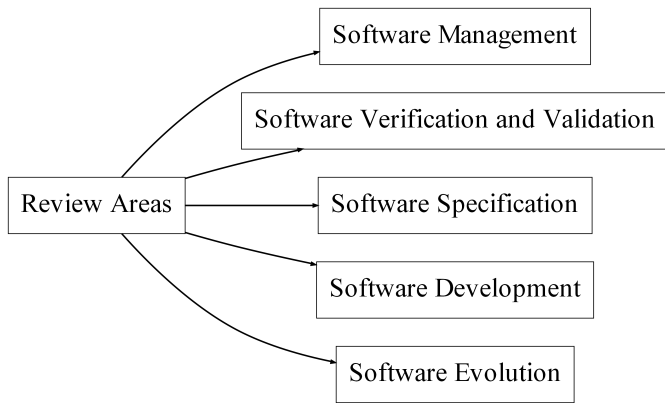 Software Management
Software Verification and Validation
Review Areas
Software Specification
Software Development
Software Evolution